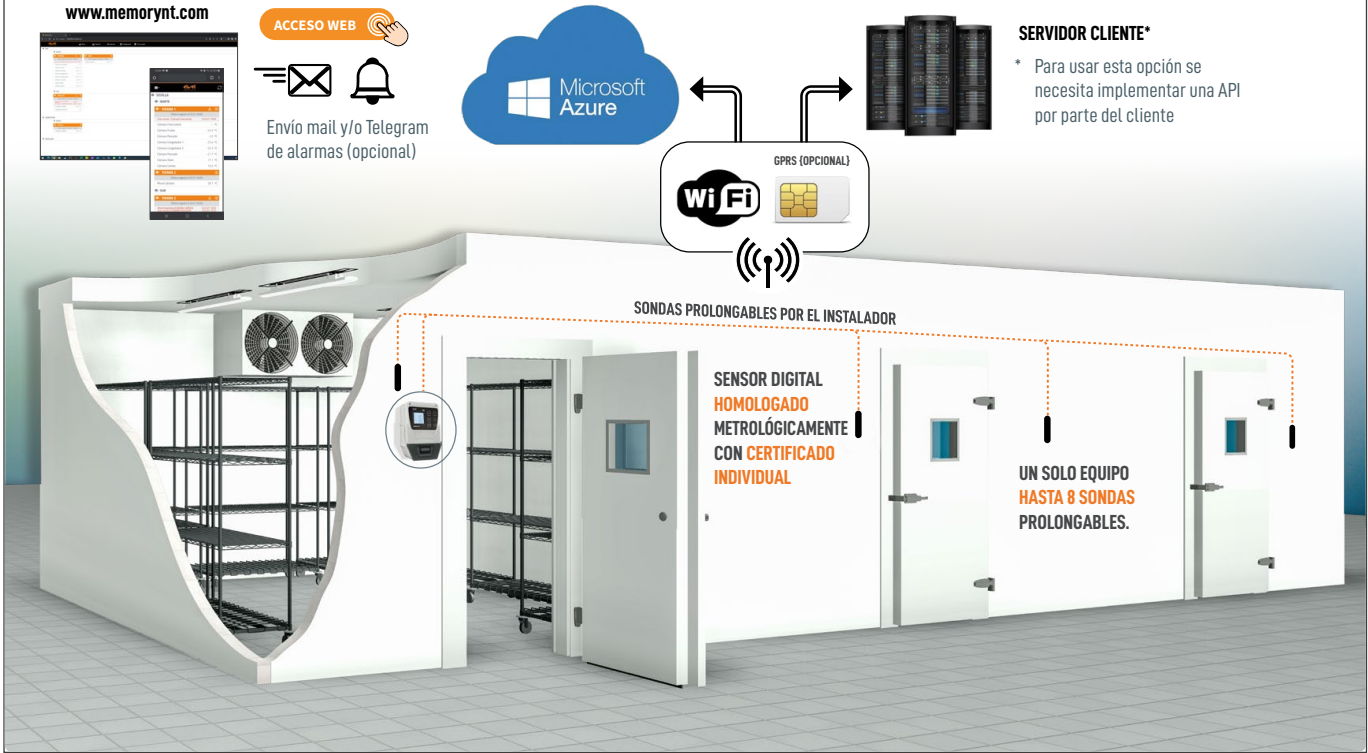 www.memorynt.com
ACCESO WEB
Envío mail y/o Telegram
de alarmas (opcional)
Microsoft
Azure
SERVIDOR CLIENTE*
* Para usar esta opción se
necesita implementar una API
por parte del cliente
GPRS {OPCIONAL}
WiFi
SONDAS PROLONGABLES POR EL INSTALADOR
SENSOR DIGITAL
HOMOLOGADO
METROLÓGICAMENTE
CON CERTIFICADO
INDIVIDUAL
UN SOLO EQUIPO
HASTA 8 SONDAS
PROLONGABLES.